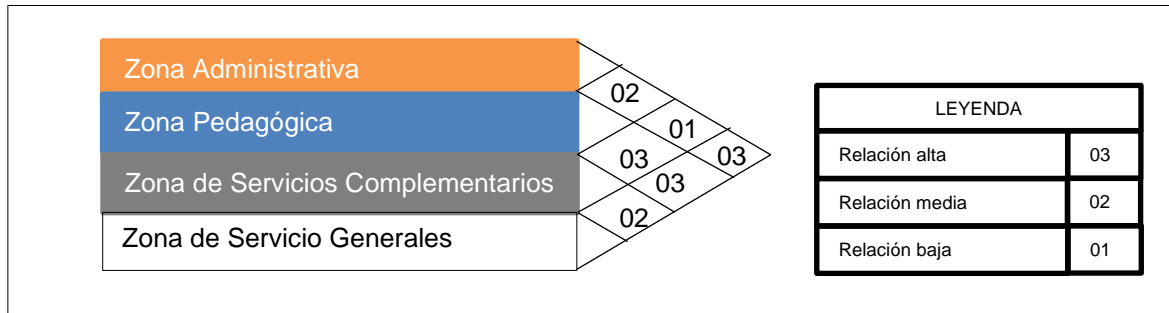 Zona Administrativa
02
Zona Pedagógica
01
03
03
Zona de Servicios Complementarios
03
02
Zona de Servicio Generales
LEYENDA
Relación alta 03
Relación media 02
Relación baja 01